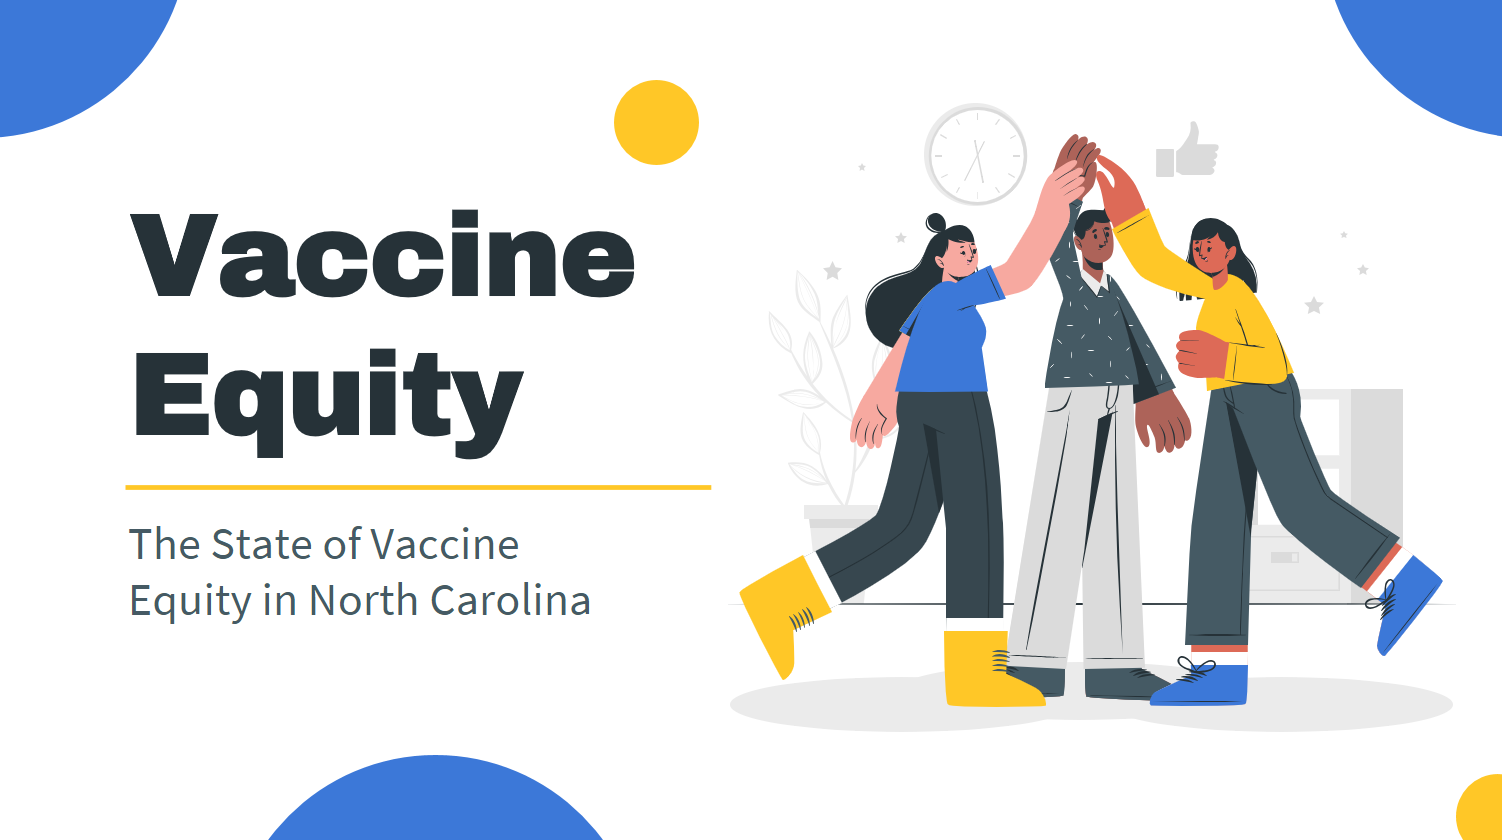 Vaccine
Equity
The State of Vaccine
Equity in North Carolina